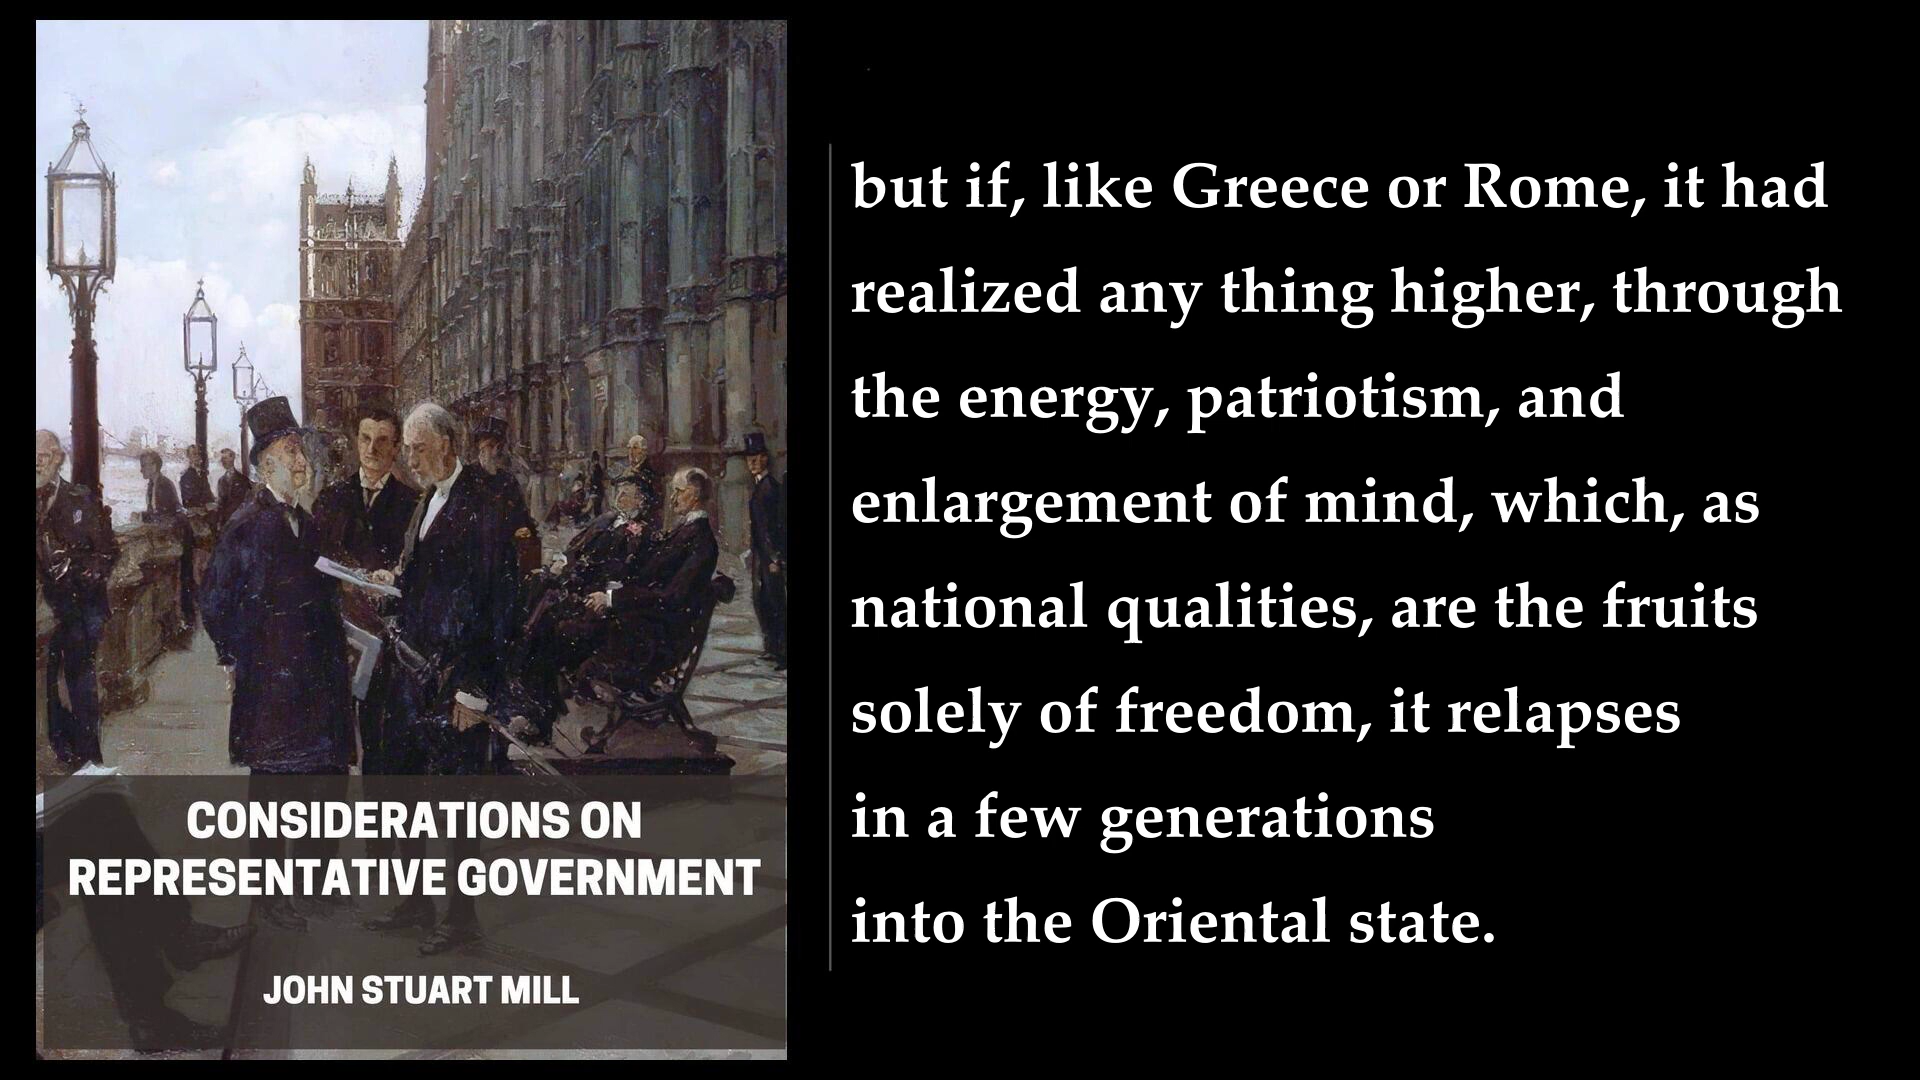 CONSIDERATIONS ON
REPRESENTATIVE GOVERNMENT
JOHN STUART MILL
but if, like Greece or Rome, it had
realized any thing higher, through
the energy, patriotism, and
enlargement of mind, which, as
national qualities, are the fruits
solely of freedom, it relapses
in a few generations
into the Oriental state.